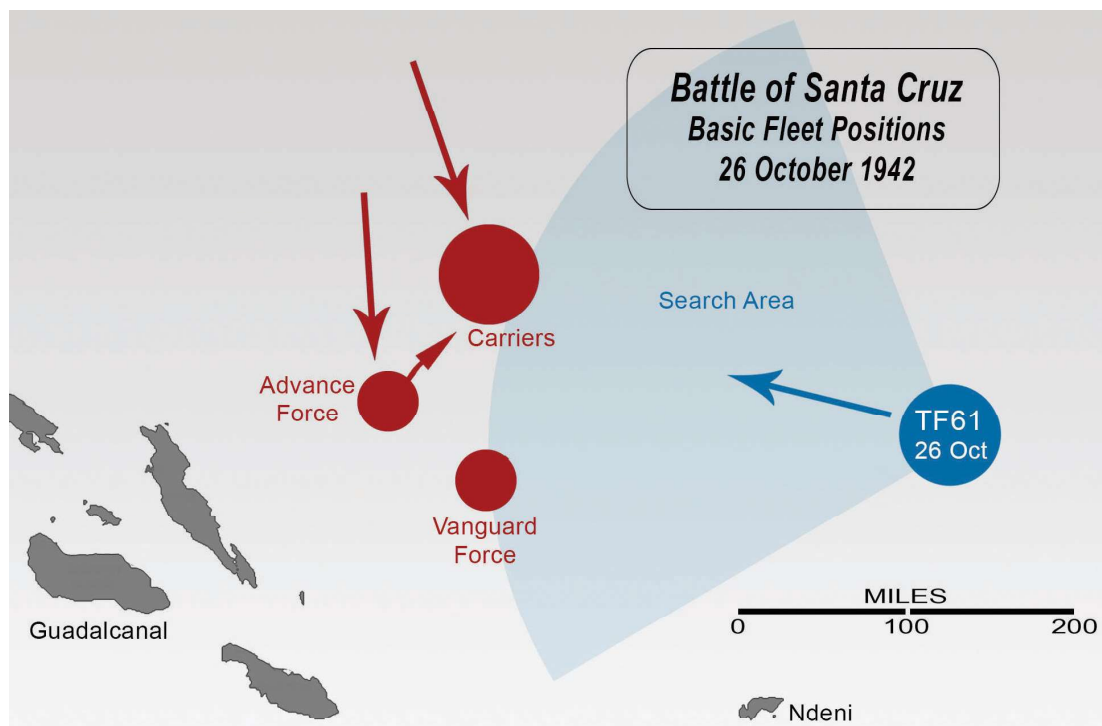 Battle of Santa Cruz
Basic Fleet Positions
26 October 1942
Search Area
Carriers
Advance
Force
TF61
26 Oct
Vanguard
Force
MILES
0 100 200
Guadalcanal
Ndeni